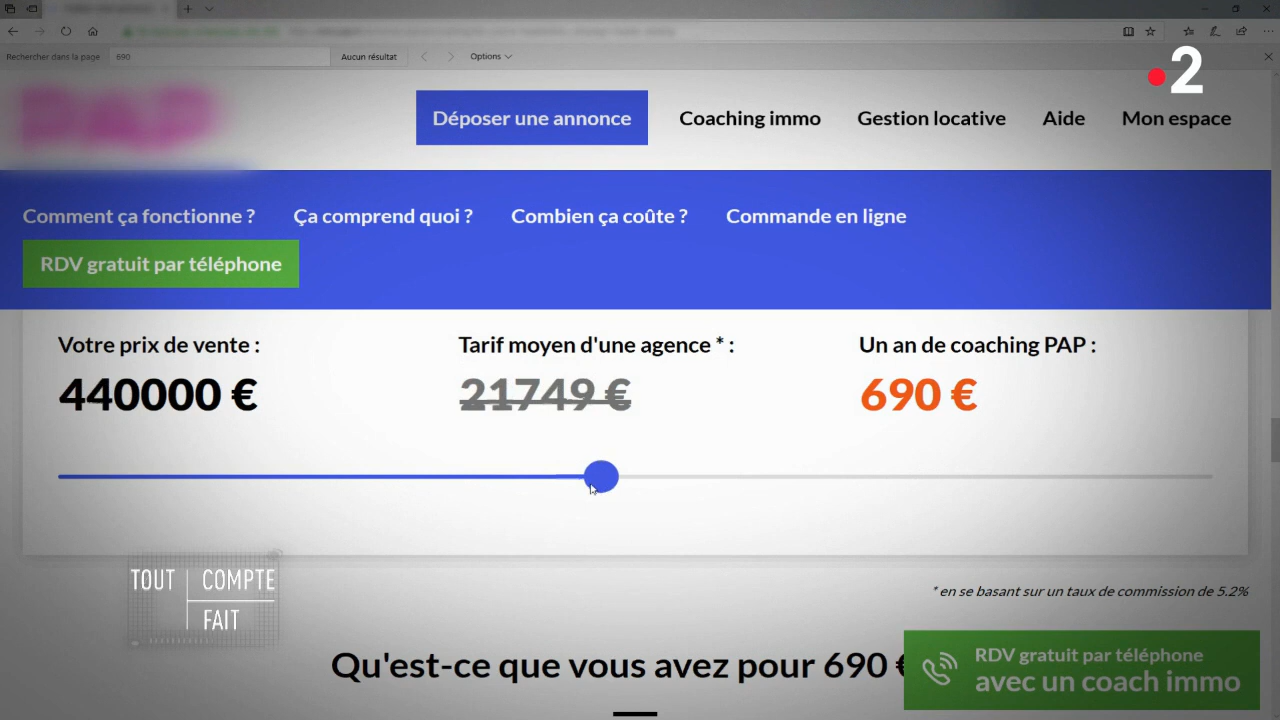 Rechercher dans la page 690 Aucun résultat Options
2
PAP Déposer une annonce Coaching immo Gestion locative Aide Mon espace
Comment ça fonctionne ? Ça comprend quoi ? Combien ça coûte ? Commande en ligne
RDV gratuit par téléphone
Votre prix de vente : Tarif moyen d'une agence * : Un an de coaching PAP :
440000 € 21749 € 690 €
TOUT COMPTE
FAIT
* en se basant sur un taux de commission de 5.2%
Qu'est-ce que vous avez pour 690 €
RDV gratuit par téléphone
avec un coach immo